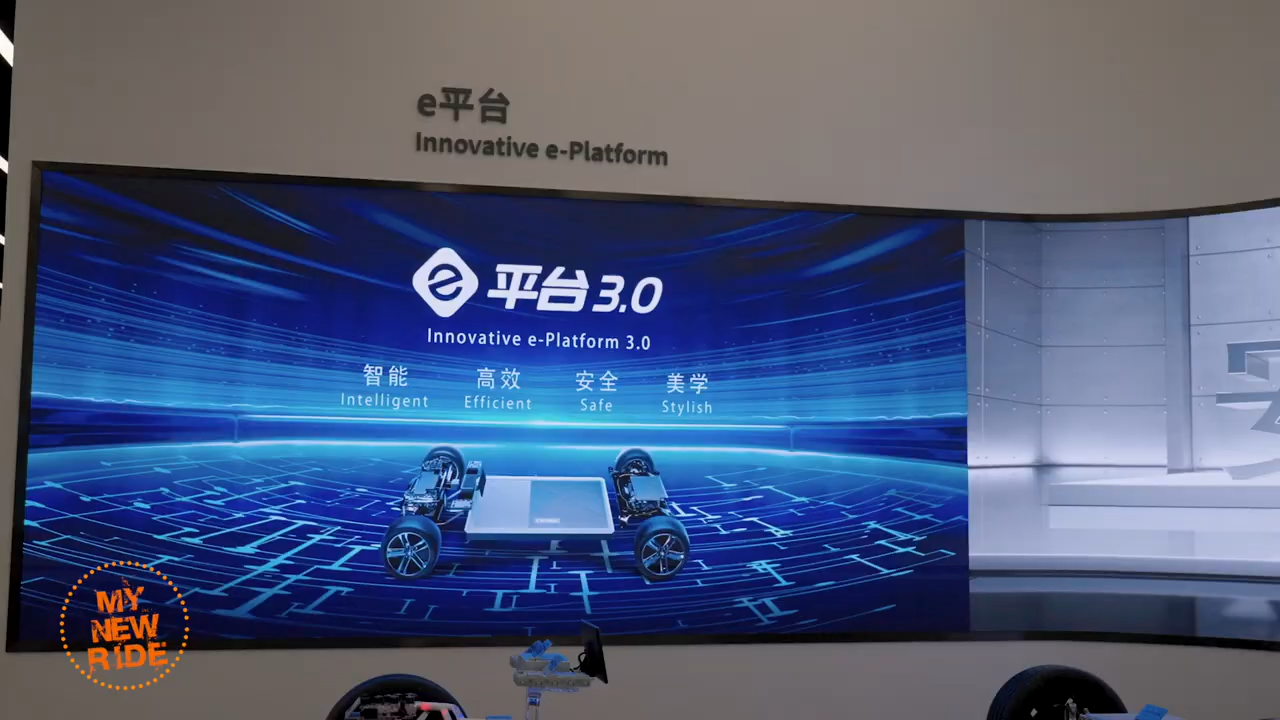 e平台
Innovative e-Platform
e平台3.0
Innovative e-Platform 3.0
智能 高效 安全 美学
Intelligent Efficient Safe Stylish
MY
NEW
RIDE